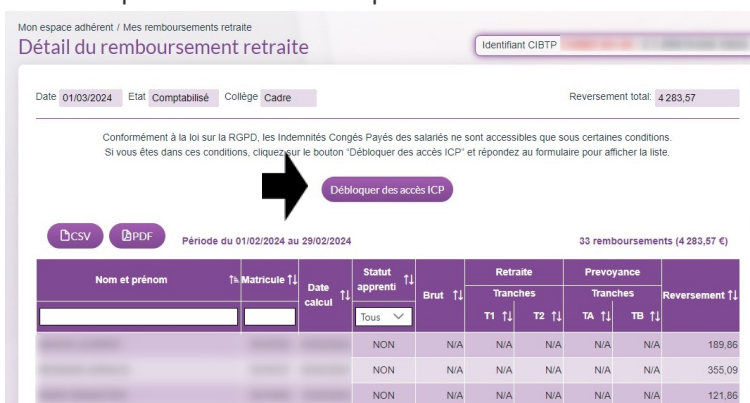 Mon espace adhérent / Mes remboursements retraite
Détail du remboursement retraite
Identifiant CIBTP
Date 01/03/2024 Etat Comptabilisé Collège Cadre Reversement total: 4 283,57
Conformément à la loi sur la RGPD, les Indemnités Congés Payés des salariés ne sont accessibles que sous certaines conditions.
Si vous êtes dans ces conditions, cliquez sur le bouton "Débloquer des accès ICP" et répondez au formulaire pour afficher la liste.
Débloquer des accès ICP
CSV PDF Période du 01/02/2024 au 29/02/2024 33 remboursements (4 283,57 €)
Nom et prénom Matricule Date calcul Statut apprenti Brut Retraite Prevoyance Reversement
Tranches Tranches
T1 T2 TA TB
Tous
NON N/A N/A N/A N/A N/A 189,86
NON N/A N/A N/A N/A N/A 355,09
NON N/A N/A N/A N/A N/A 121,86